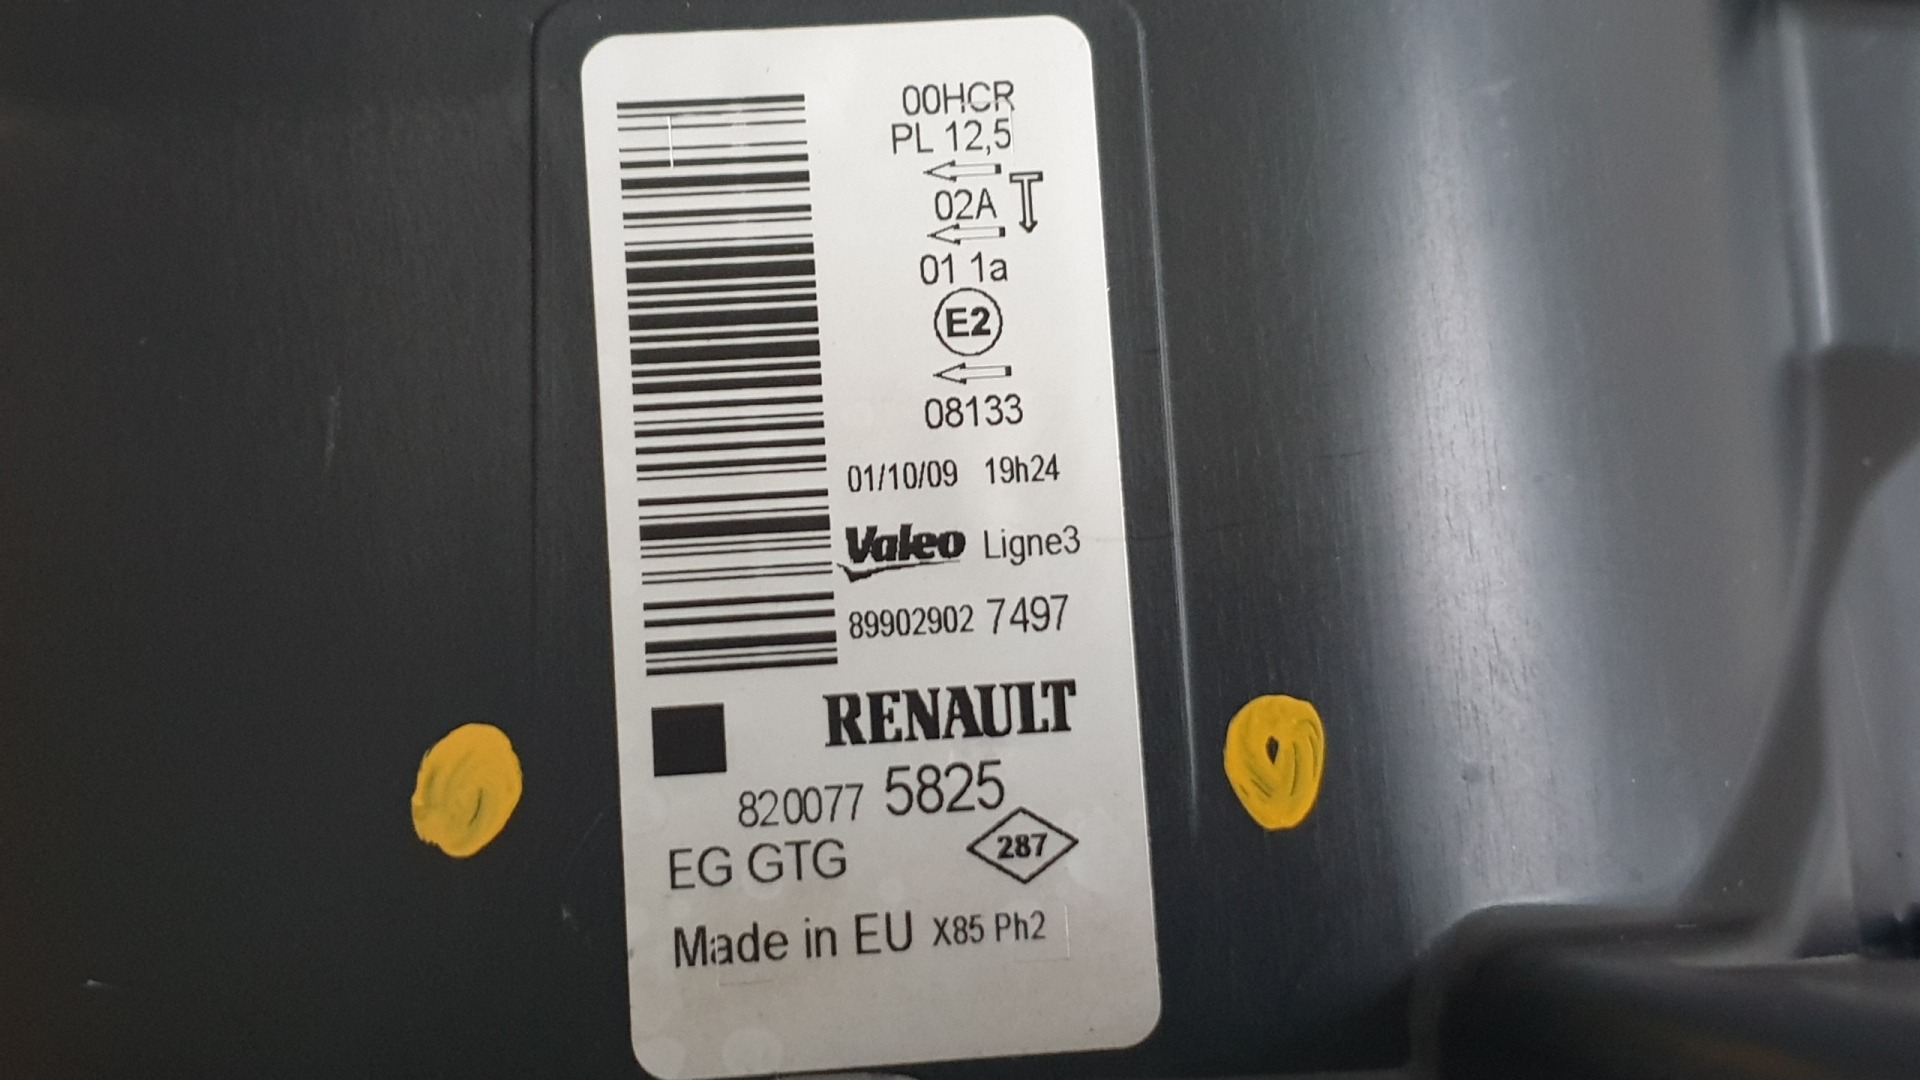 00HCR
PL 12,5
02A
01 1a
E2
08133
01/10/09 19h24
Valeo Ligne3
89902902 7497
RENAULT
820077 5825
EG GTG 287
Made in EU X85 Ph2